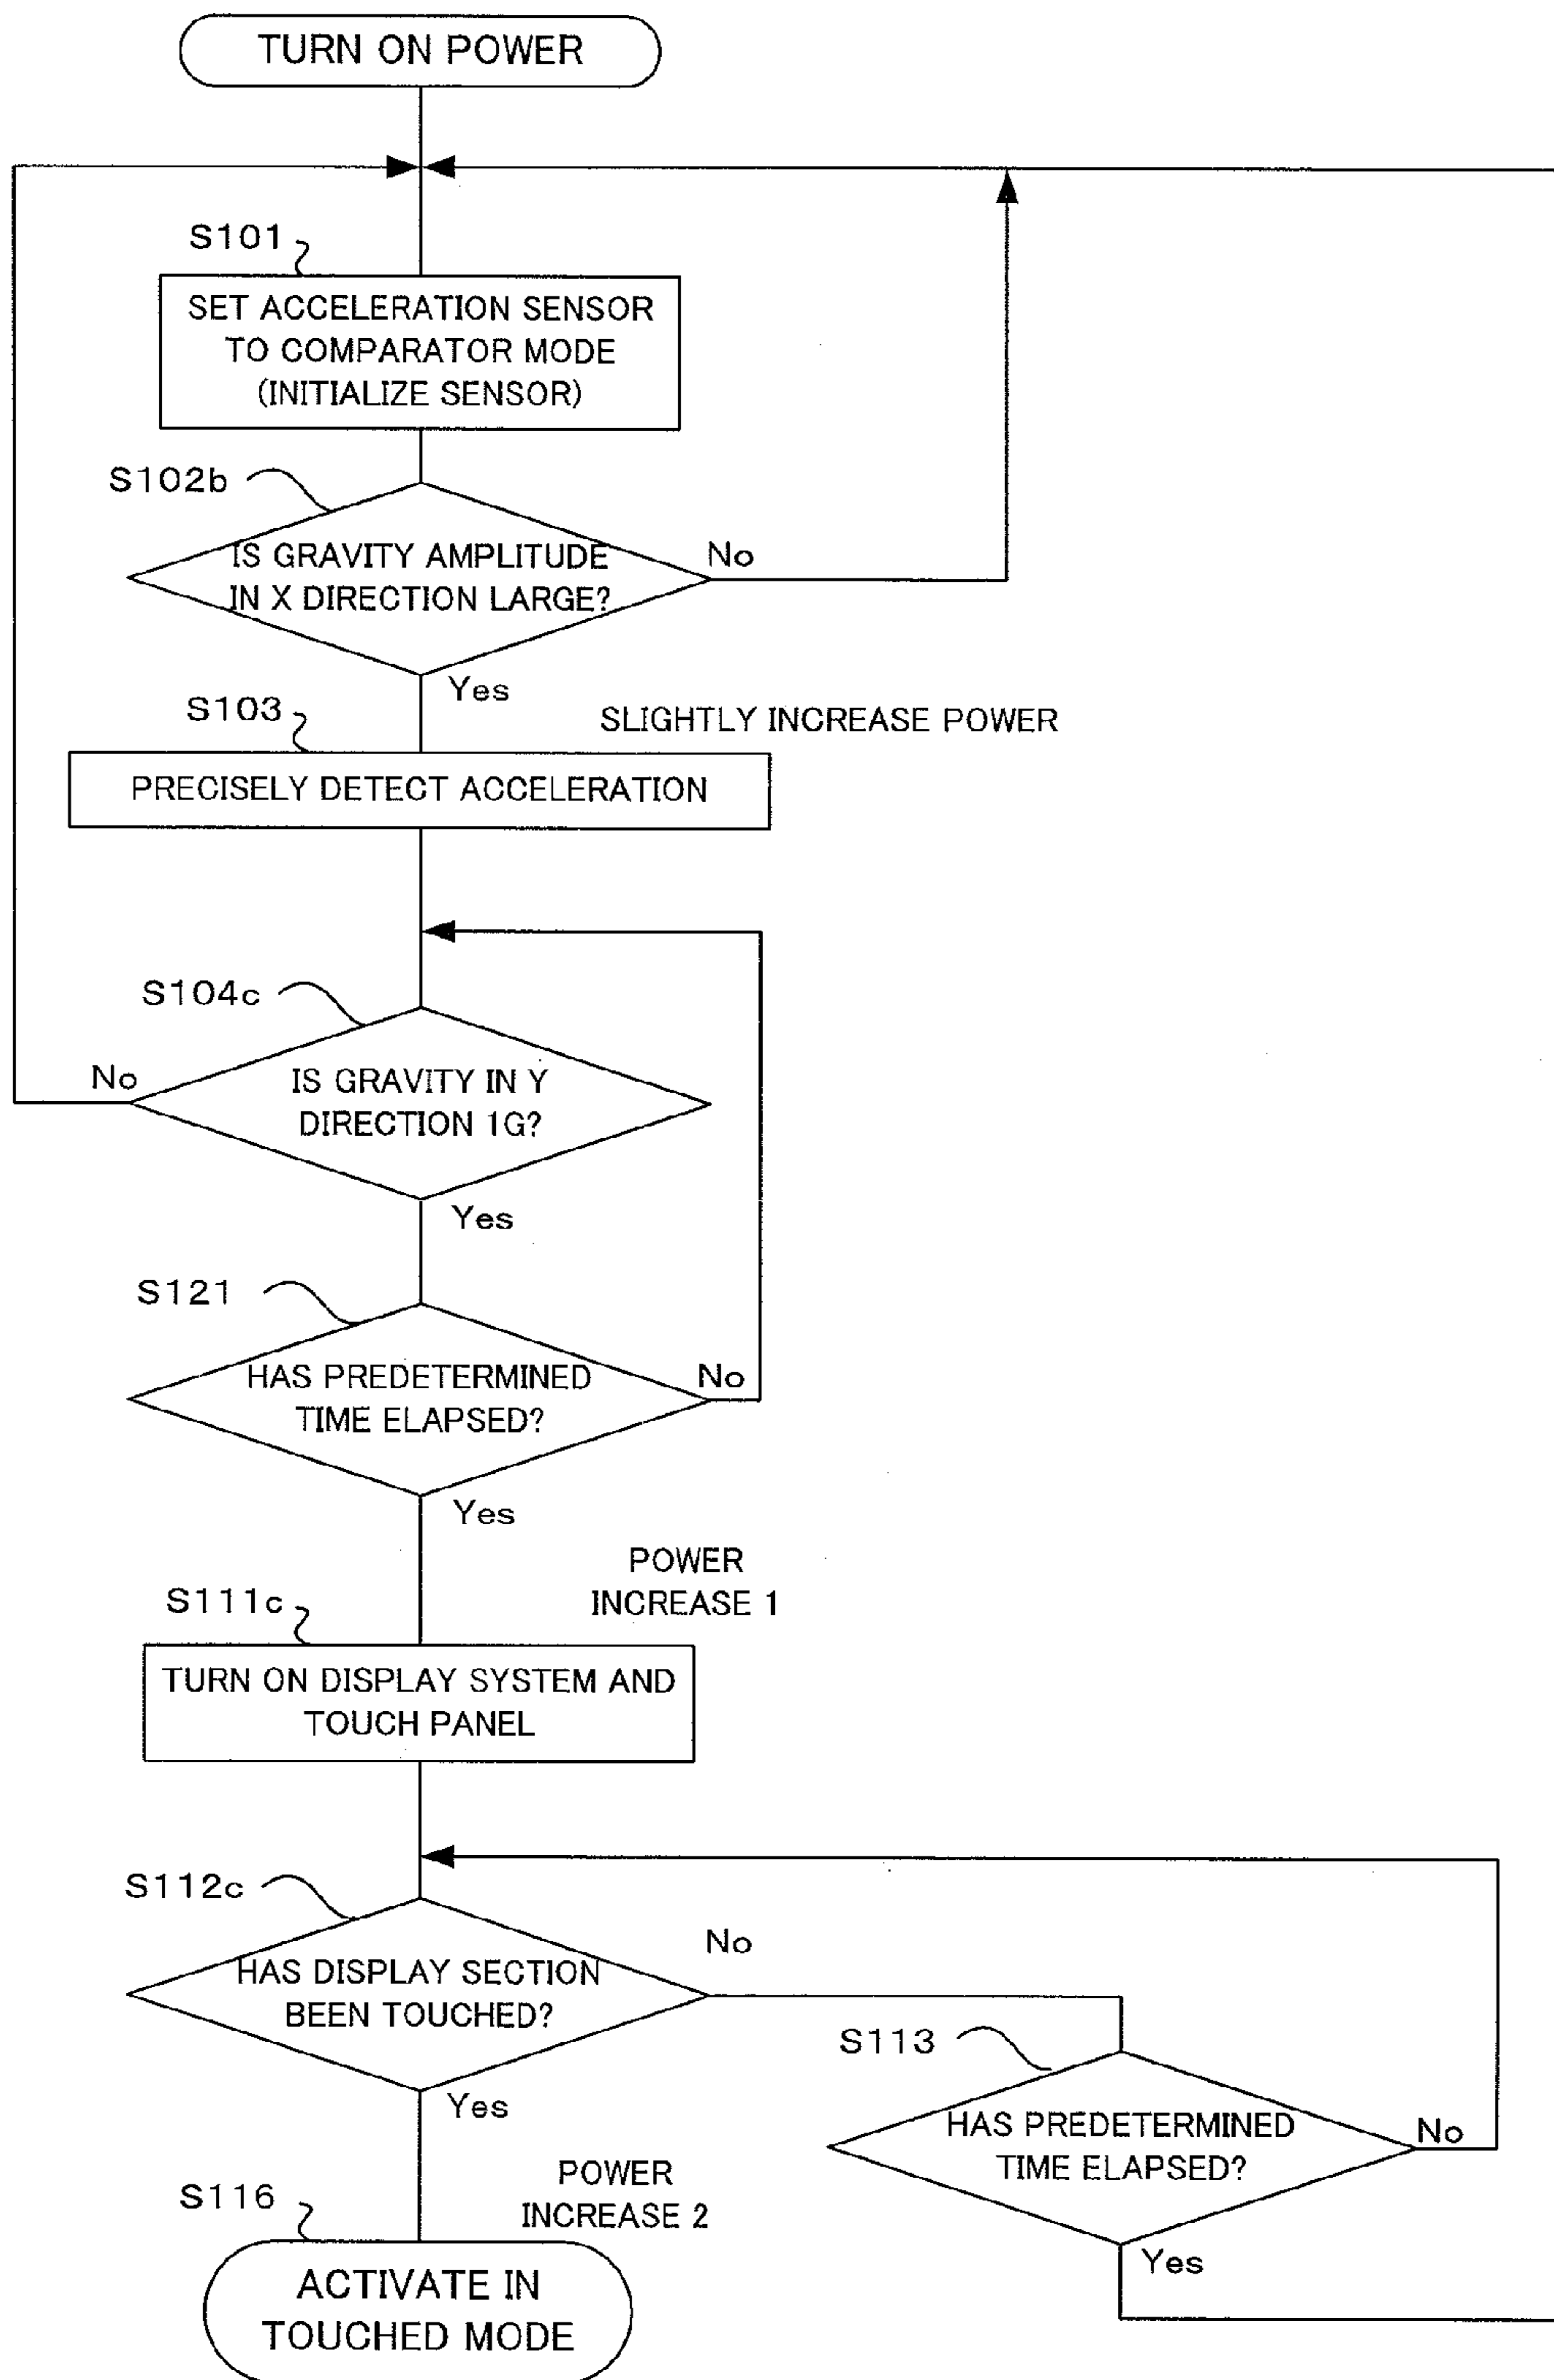 TURN ON POWER
S101
SET ACCELERATION SENSOR
TO COMPARATOR MODE
(INITIALIZE SENSOR)
S102b
IS GRAVITY AMPLITUDE
IN X DIRECTION LARGE?
No
Yes
S103
SLIGHTLY INCREASE POWER
PRECISELY DETECT ACCELERATION
S104c
IS GRAVITY IN Y
DIRECTION 1G?
No
Yes
S121
HAS PREDETERMINED
TIME ELAPSED?
No
Yes
POWER
INCREASE 1
S111c
TURN ON DISPLAY SYSTEM AND
TOUCH PANEL
S112c
HAS DISPLAY SECTION
BEEN TOUCHED?
No
Yes
S113
HAS PREDETERMINED
TIME ELAPSED?
No
Yes
POWER
INCREASE 2
S116
ACTIVATE IN
TOUCHED MODE